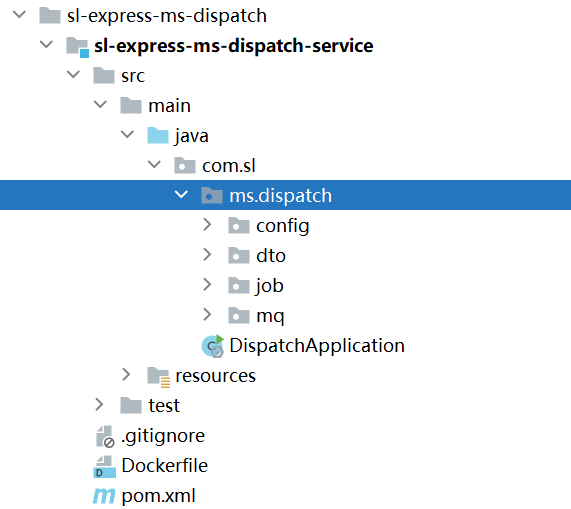 sl-express-ms-dispatch
sl-express-ms-dispatch-service
src
main
java
com.sl
ms.dispatch
config
dto
job
mq
DispatchApplication
resources
test
.gitignore
Dockerfile
pom.xml